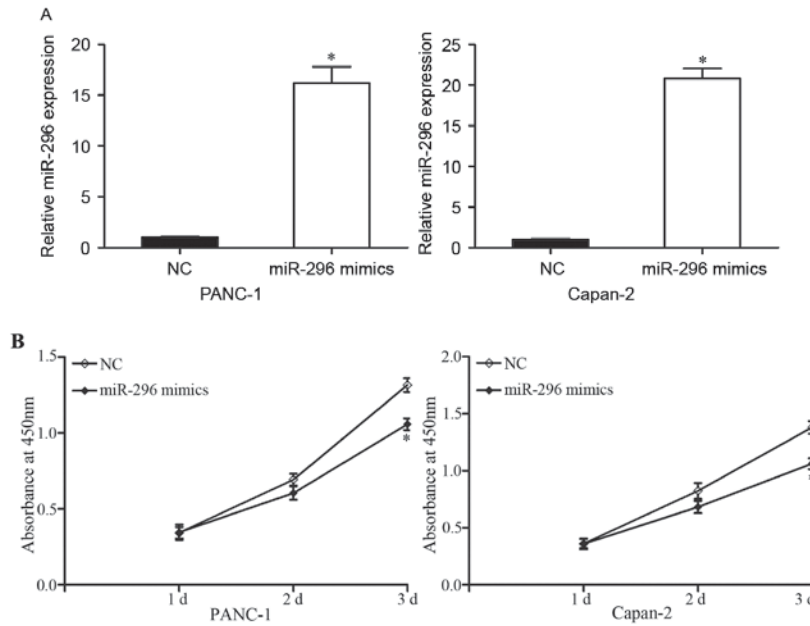 A
Relative miR-296 expression
20
15
10
5
0
*
NC
miR-296 mimics
PANC-1
Relative miR-296 expression
25
20
15
10
5
0
*
NC
miR-296 mimics
Capan-2
B
Absorbance at 450nm
1.5
1.0
0.5
0.0
NC
miR-296 mimics
*
1 d
2 d
3 d
PANC-1
Absorbance at 450nm
2.0
1.5
1.0
0.5
0.0
NC
miR-296 mimics
1 d
2 d
3 d
Capan-2